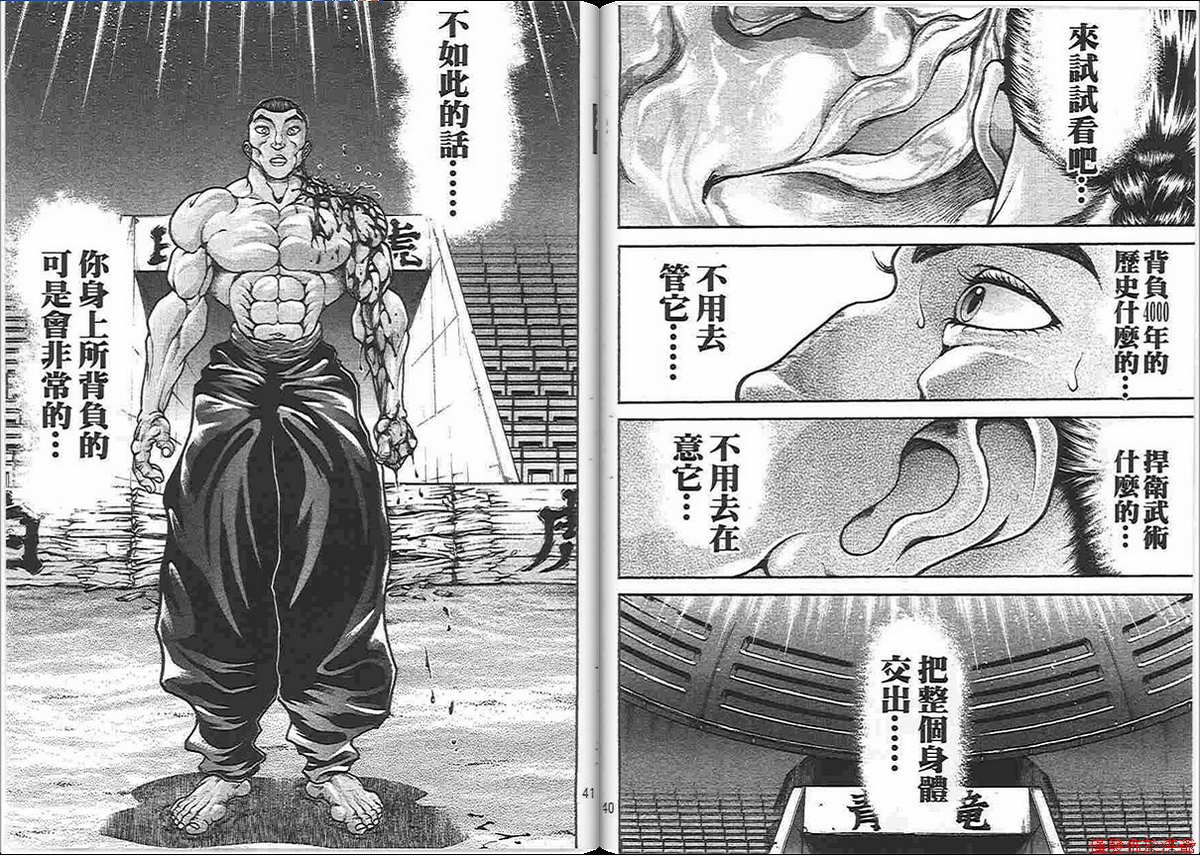 來試試看吧…
背負4000年的
歷史什麼的…
不用去
管它……
捍衛武術
什麼的…
不用去在
意它…
把整個身體
交出……
青竜
40
不如此的話……
你身上所背負的
可是會非常的…
虎
虎
41